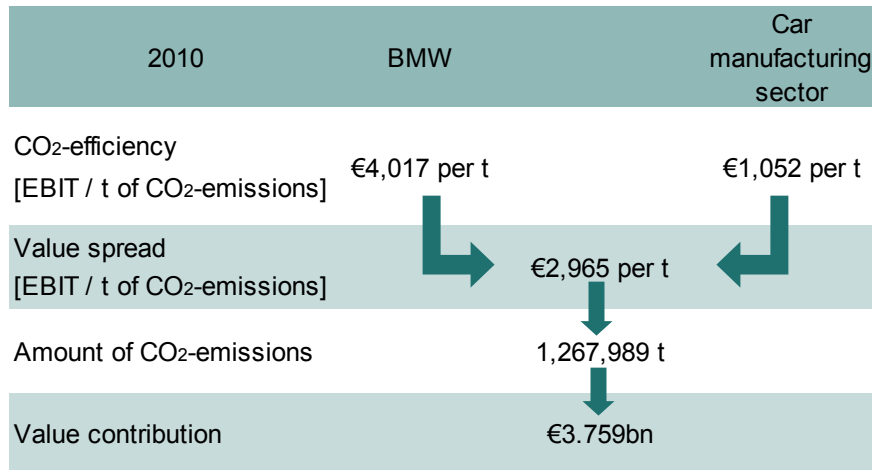 2010
BMW
Car
manufacturing
sector
CO2-efficiency
[EBIT / t of CO2-emissions]
€4,017 per t
€1,052 per t
Value spread
[EBIT / t of CO2-emissions]
€2,965 per t
Amount of CO2-emissions
1,267,989 t
Value contribution
€3.759bn